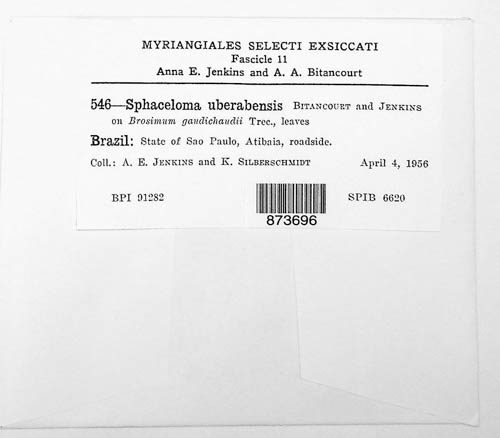 MYRIANGIALES SELECTI EXSICCATI
Fascicle 11
Anna E. Jenkins and A. A. Bitancourt
546—Sphaceloma uberabensis BITANCOURT and JENKINS
on Brosimum gaudichaudii Trec., leaves
Brazil: State of Sao Paulo, Atibaia, roadside.
Coll.: A. E. JENKINS and K. SILBERSCHMIDT April 4, 1956
BPI 91282 SPIB 6620
873696